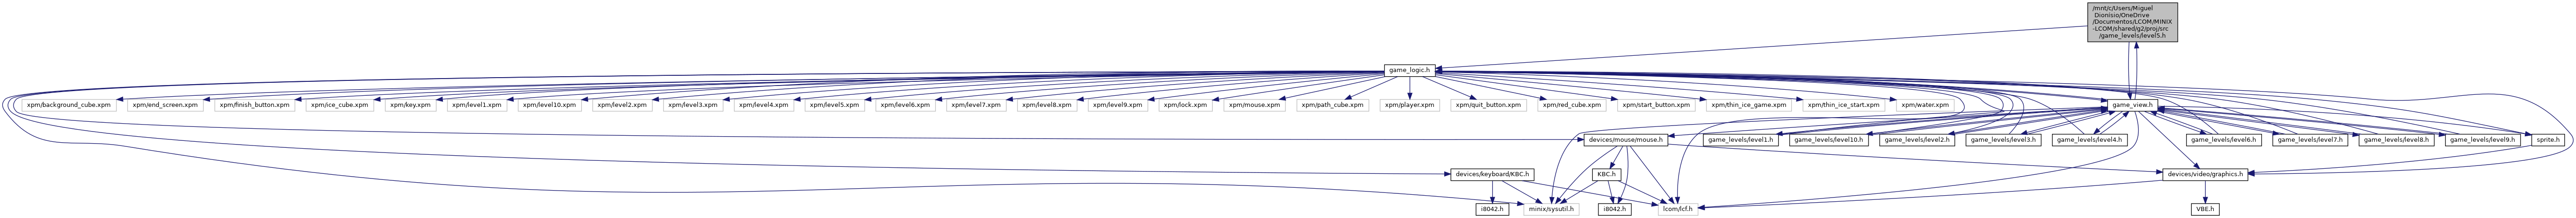 /mnt/c/Users/Miguel
Dionísio/OneDrive
/Documentos/LCOM/MINIX
-LCOM/shared/g2/proj/src
/game_levels/level5.h
game_logic.h
xpm/background_cube.xpm
xpm/end_screen.xpm
xpm/finish_button.xpm
xpm/ice_cube.xpm
xpm/key.xpm
xpm/level1.xpm
xpm/level10.xpm
xpm/level2.xpm
xpm/level3.xpm
xpm/level4.xpm
xpm/level5.xpm
xpm/level6.xpm
xpm/level7.xpm
xpm/level8.xpm
xpm/level9.xpm
xpm/lock.xpm
xpm/mouse.xpm
xpm/path_cube.xpm
xpm/player.xpm
xpm/quit_button.xpm
xpm/red_cube.xpm
xpm/start_button.xpm
xpm/thin_ice_game.xpm
xpm/thin_ice_start.xpm
xpm/water.xpm
game_view.h
devices/mouse/mouse.h
game_levels/level1.h
game_levels/level10.h
game_levels/level2.h
game_levels/level3.h
game_levels/level4.h
game_levels/level6.h
game_levels/level7.h
game_levels/level8.h
game_levels/level9.h
sprite.h
devices/keyboard/KBC.h
KBC.h
devices/video/graphics.h
i8042.h
minix/sysutil.h
i8042.h
lcom/lcf.h
VBE.h